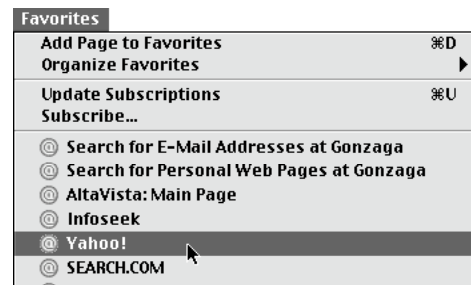 Favorites
Add Page to Favorites ⌘D
Organize Favorites
Update Subscriptions ⌘U
Subscribe...
@ Search for E-Mail Addresses at Gonzaga
@ Search for Personal Web Pages at Gonzaga
@ AltaVista: Main Page
@ Infoseek
@ Yahoo!
@ SEARCH.COM